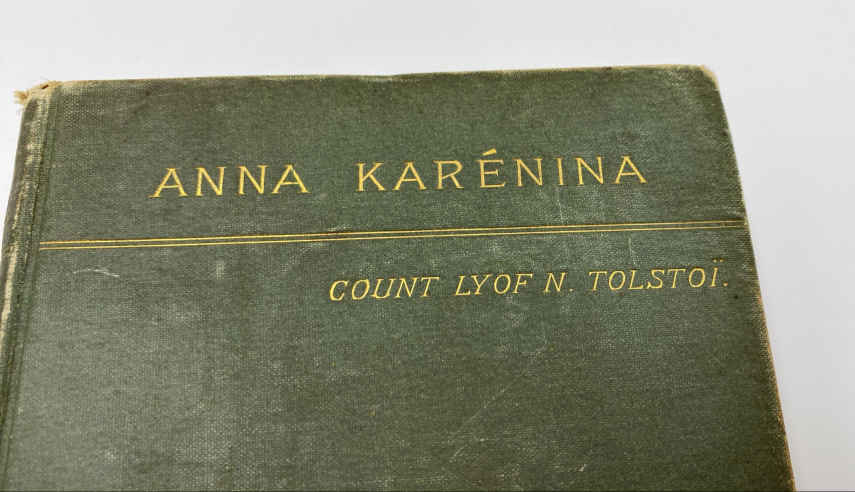 ANNA KARÉNINA
COUNT LYOF N. TOLSTOÏ.